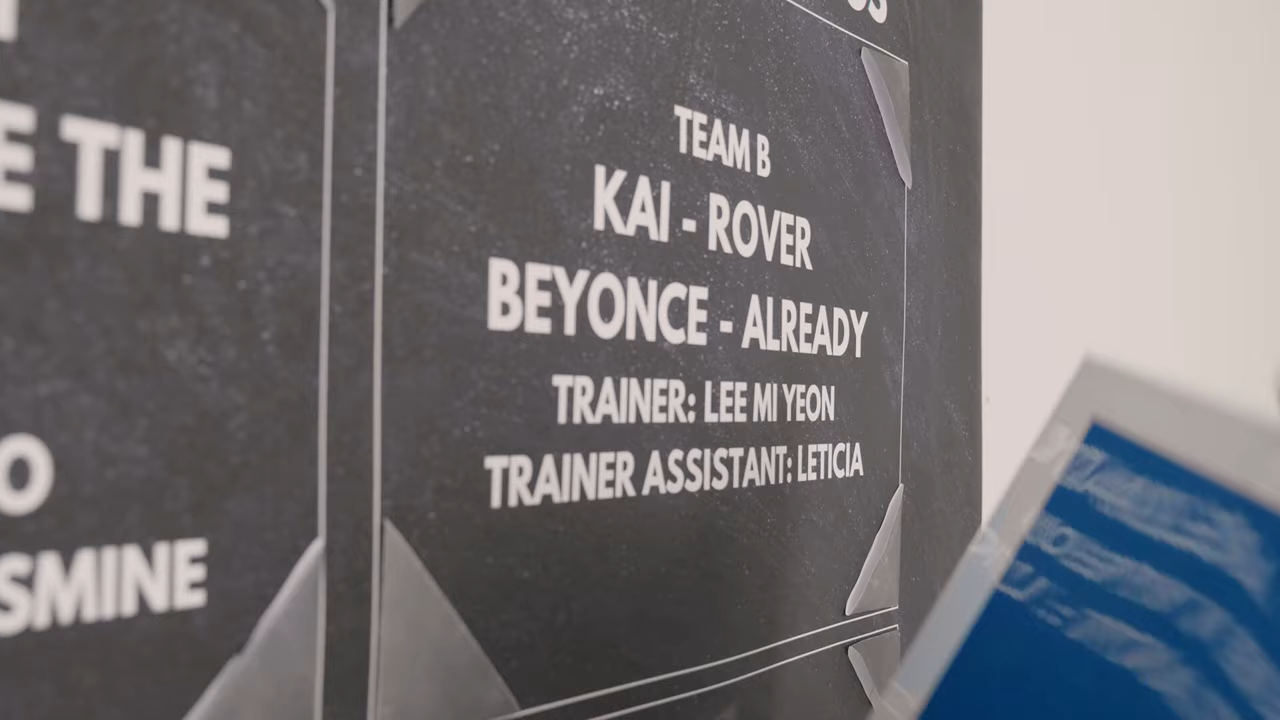 E THE
O
SMINE
TEAM B
KAI - ROVER
BEYONCE - ALREADY
TRAINER: LEE MI YEON
TRAINER ASSISTANT: LETICIA